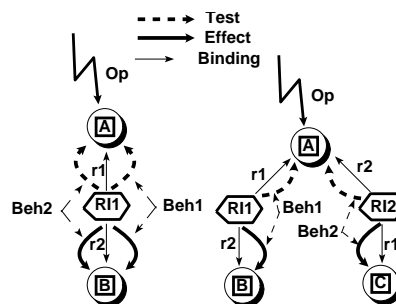 Test
Effect
Binding
Op
Op
A
A
r1
r1
r2
Beh2
RI1
Beh1
RI1
Beh1
RI2
Beh2
r2
r2
r1
B
B
C